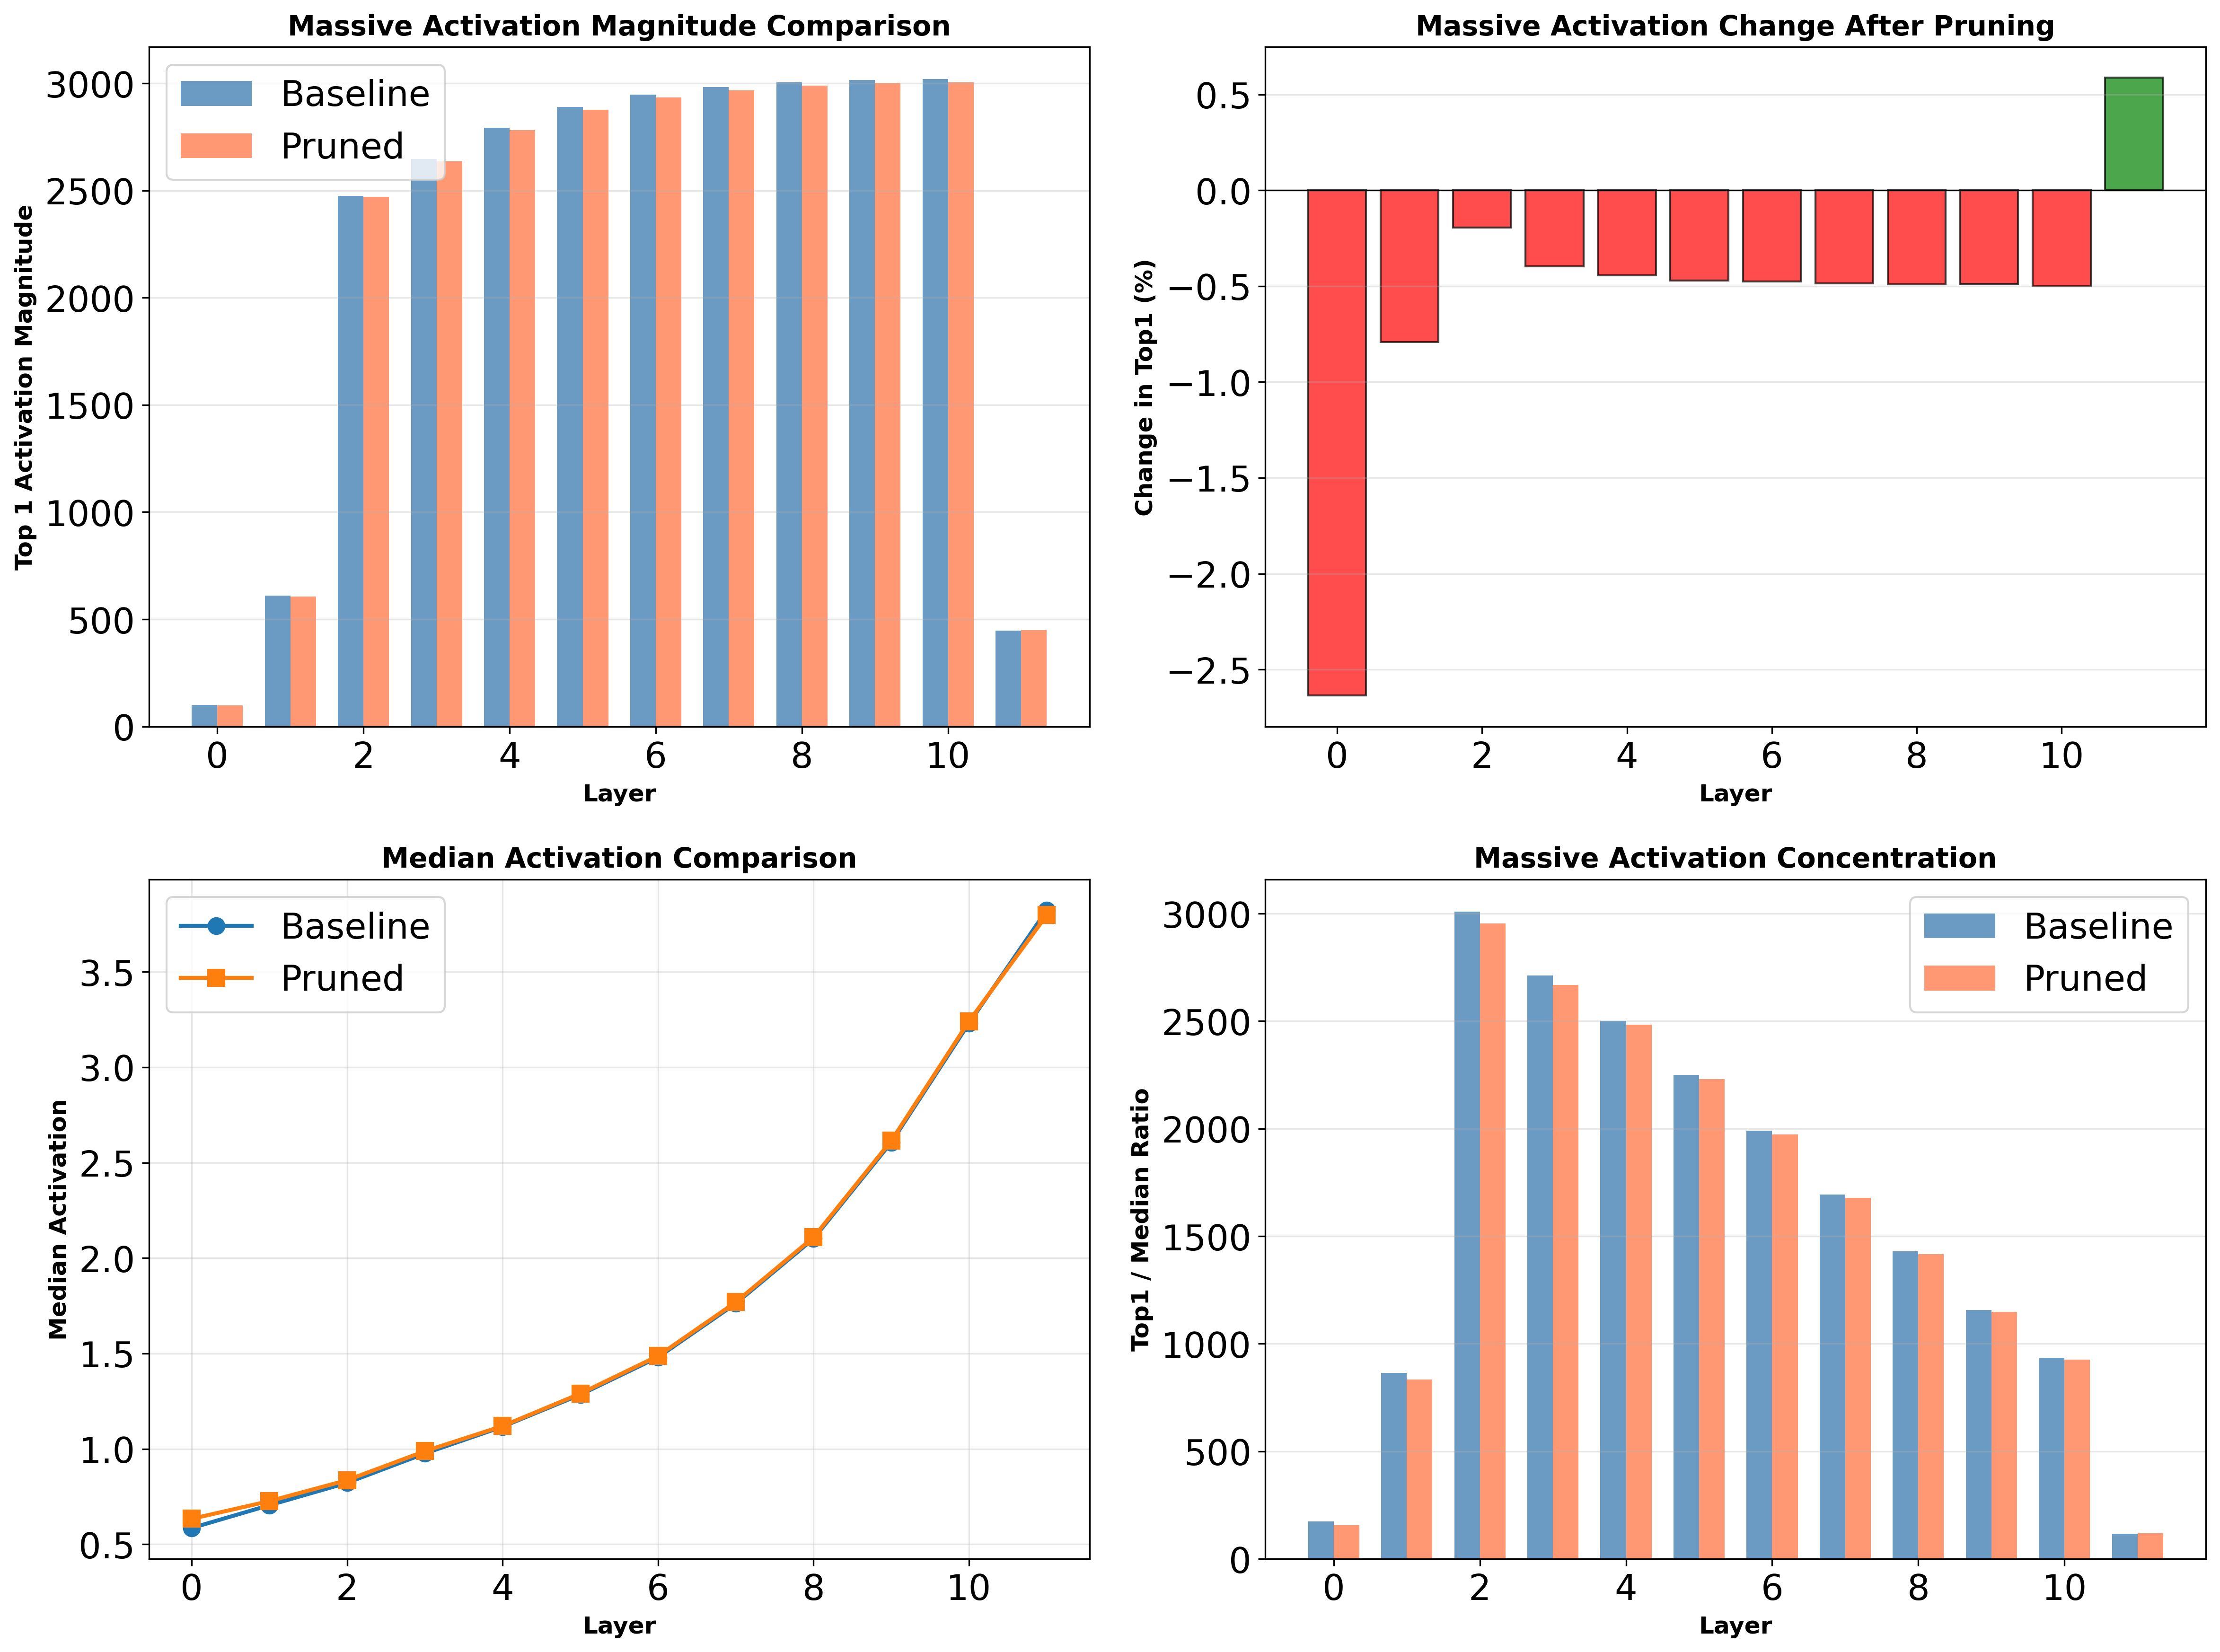 Massive Activation Magnitude Comparison
Baseline
Pruned
3000
2500
2000
1500
1000
500
0
Top 1 Activation Magnitude
0 2 4 6 8 10
Layer
Massive Activation Change After Pruning
0.5
0.0
−0.5
−1.0
−1.5
−2.0
−2.5
Change in Top1 (%)
0 2 4 6 8 10
Layer
Median Activation Comparison
Baseline
Pruned
3.5
3.0
2.5
2.0
1.5
1.0
0.5
Median Activation
0 2 4 6 8 10
Layer
Massive Activation Concentration
Baseline
Pruned
3000
2500
2000
1500
1000
500
0
Top1 / Median Ratio
0 2 4 6 8 10
Layer